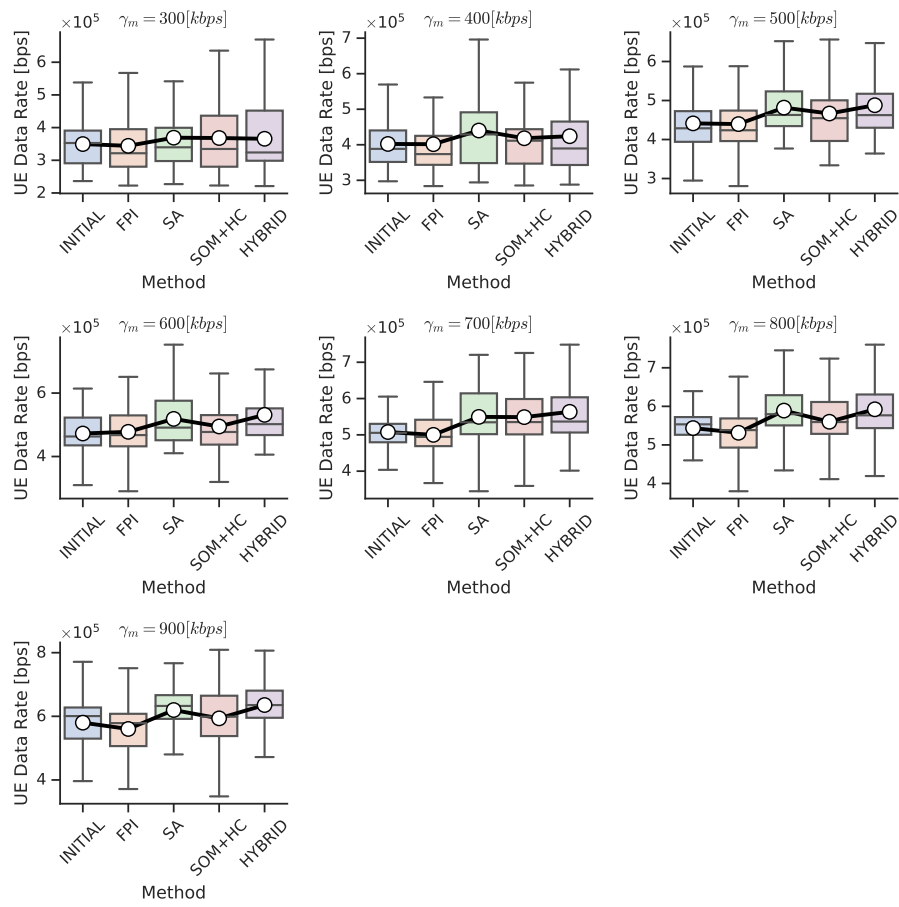 ×10⁵ γₘ = 300[kbps]
UE Data Rate [bps]
6
5
4
3
2
INITIAL FPI SA SOM+HC HYBRID
Method
×10⁵ γₘ = 400[kbps]
UE Data Rate [bps]
7
6
5
4
3
INITIAL FPI SA SOM+HC HYBRID
Method
×10⁵ γₘ = 500[kbps]
UE Data Rate [bps]
6
5
4
3
INITIAL FPI SA SOM+HC HYBRID
Method
×10⁵ γₘ = 600[kbps]
UE Data Rate [bps]
6
4
INITIAL FPI SA SOM+HC HYBRID
Method
×10⁵ γₘ = 700[kbps]
UE Data Rate [bps]
7
6
5
4
INITIAL FPI SA SOM+HC HYBRID
Method
×10⁵ γₘ = 800[kbps]
UE Data Rate [bps]
7
6
5
4
INITIAL FPI SA SOM+HC HYBRID
Method
×10⁵ γₘ = 900[kbps]
UE Data Rate [bps]
8
6
4
INITIAL FPI SA SOM+HC HYBRID
Method